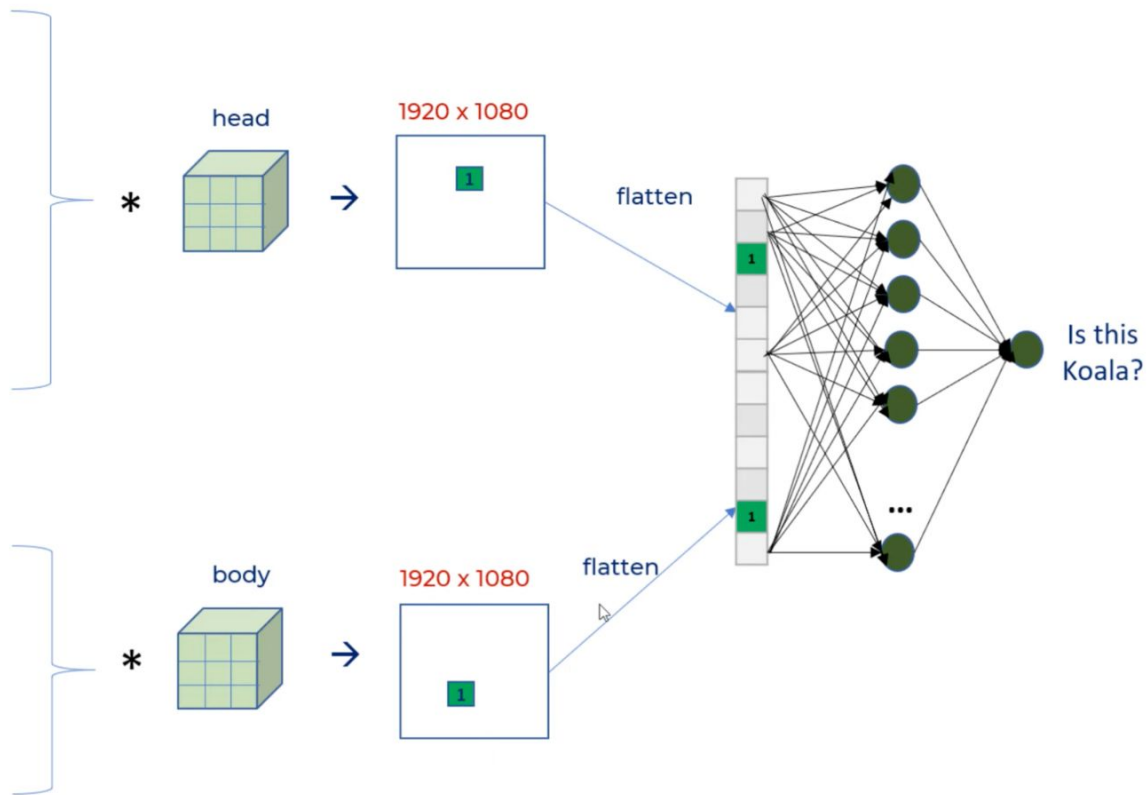 head
1920 x 1080
*
→
1
flatten
1
Is this
Koala?
1
...
body
1920 x 1080
flatten
*
→
1